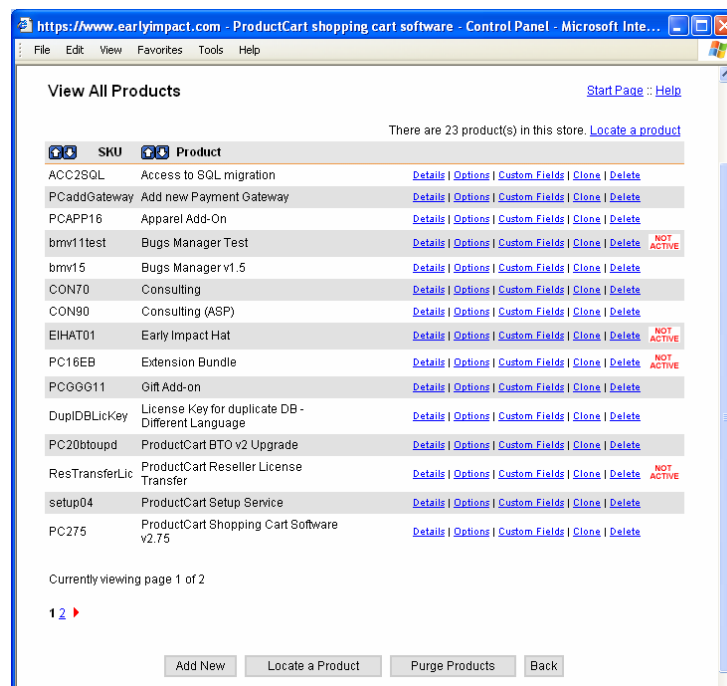 https://www.earlyimpact.com - ProductCart shopping cart software - Control Panel - Microsoft Inte...
File Edit View Favorites Tools Help
View All Products Start Page :: Help
There are 23 product(s) in this store. Locate a product
SKU Product
ACC2SQL Access to SQL migration Details | Options | Custom Fields | Clone | Delete
PCaddGateway Add new Payment Gateway Details | Options | Custom Fields | Clone | Delete
PCAPP16 Apparel Add-On Details | Options | Custom Fields | Clone | Delete
bmv11test Bugs Manager Test Details | Options | Custom Fields | Clone | Delete NOT ACTIVE
bmv15 Bugs Manager v1.5 Details | Options | Custom Fields | Clone | Delete
CON70 Consulting Details | Options | Custom Fields | Clone | Delete
CON90 Consulting (ASP) Details | Options | Custom Fields | Clone | Delete
EIHAT01 Early Impact Hat Details | Options | Custom Fields | Clone | Delete NOT ACTIVE
PC16EB Extension Bundle Details | Options | Custom Fields | Clone | Delete NOT ACTIVE
PCGGG11 Gift Add-on Details | Options | Custom Fields | Clone | Delete
DuplDBLicKey License Key for duplicate DB - Different Language Details | Options | Custom Fields | Clone | Delete
PC20btoupd ProductCart BTO v2 Upgrade Details | Options | Custom Fields | Clone | Delete
ResTransferLic ProductCart Reseller License Transfer Details | Options | Custom Fields | Clone | Delete NOT ACTIVE
setup04 ProductCart Setup Service Details | Options | Custom Fields | Clone | Delete
PC275 ProductCart Shopping Cart Software v2.75 Details | Options | Custom Fields | Clone | Delete
Currently viewing page 1 of 2
1 2
Add New Locate a Product Purge Products Back